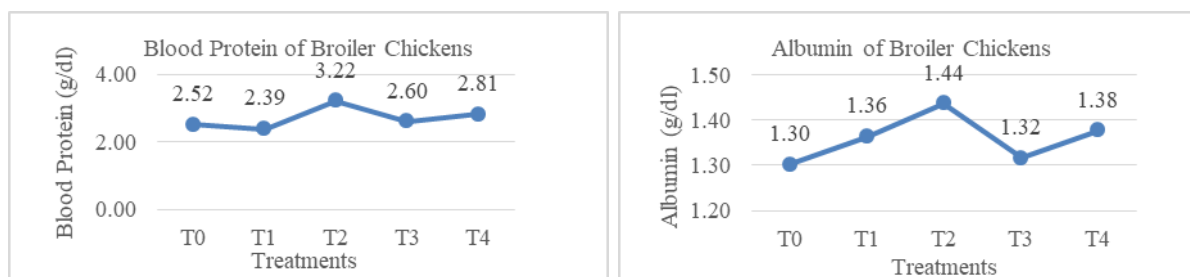 Blood Protein of Broiler Chickens
Blood Protein (g/dl)
4.00
2.00
0.00
2.52
2.39
3.22
2.60
2.81
T0 T1 T2 T3 T4
Treatments
Albumin of Broiler Chickens
Albumin (g/dl)
1.50
1.40
1.30
1.20
1.30
1.36
1.44
1.32
1.38
T0 T1 T2 T3 T4
Treatments